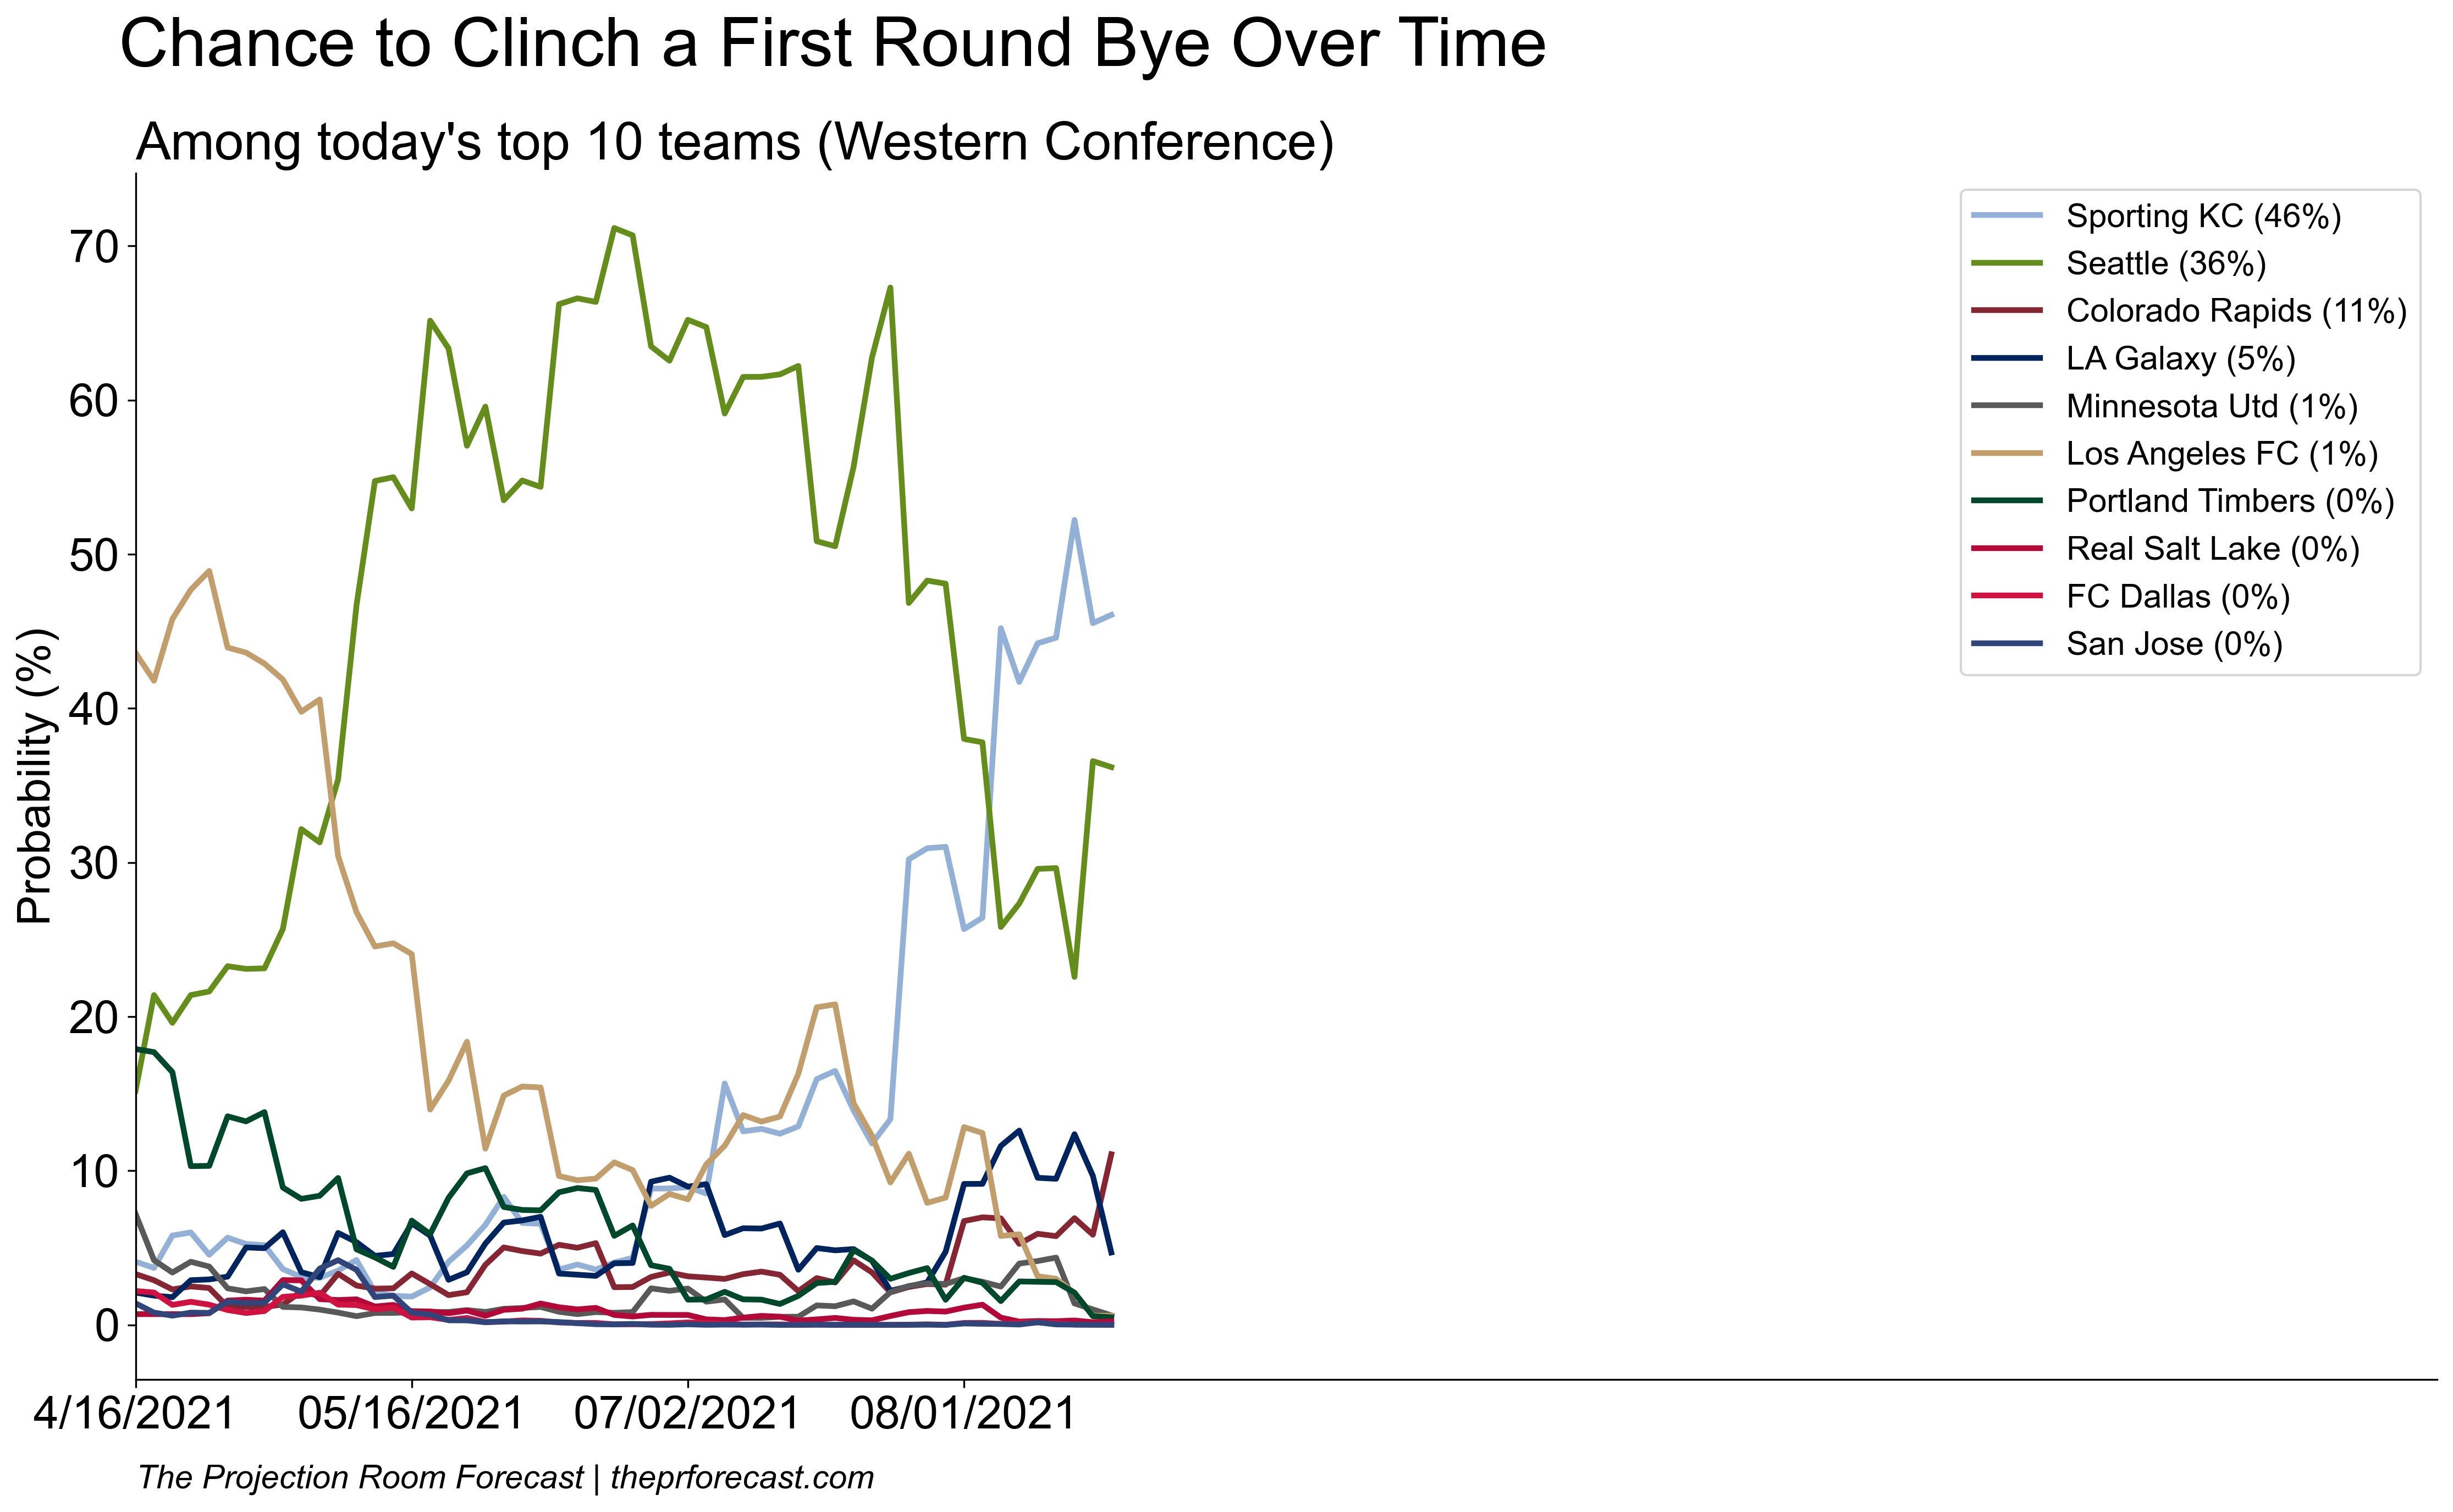 Chance to Clinch a First Round Bye Over Time
Among today's top 10 teams (Western Conference)
Sporting KC (46%)
Seattle (36%)
Colorado Rapids (11%)
LA Galaxy (5%)
Minnesota Utd (1%)
Los Angeles FC (1%)
Portland Timbers (0%)
Real Salt Lake (0%)
FC Dallas (0%)
San Jose (0%)
Probability (%)
70
60
50
40
30
20
10
0
4/16/2021 05/16/2021 07/02/2021 08/01/2021
The Projection Room Forecast | theprforecast.com